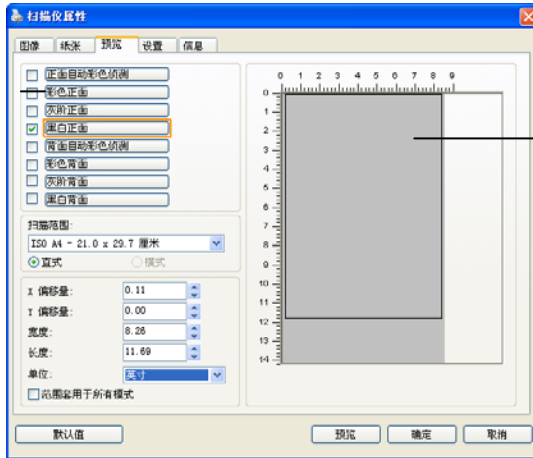 扫描仪属性
图像 纸张 预览 设置 信息
正面自动彩色侦测
彩色正面
灰阶正面
黑白正面
背面自动彩色侦测
彩色背面
灰阶背面
黑白背面
扫描范围:
ISO A4 - 21.0 x 29.7 厘米
直式 横式
X 偏移量: 0.11
Y 偏移量: 0.00
宽度: 8.26
长度: 11.69
单位: 英寸
范围套用于所有模式
0 1 2 3 4 5 6 7 8 9
0
1
2
3
4
5
6
7
8
9
10
11
12
13
14
默认值 预览 确定 取消